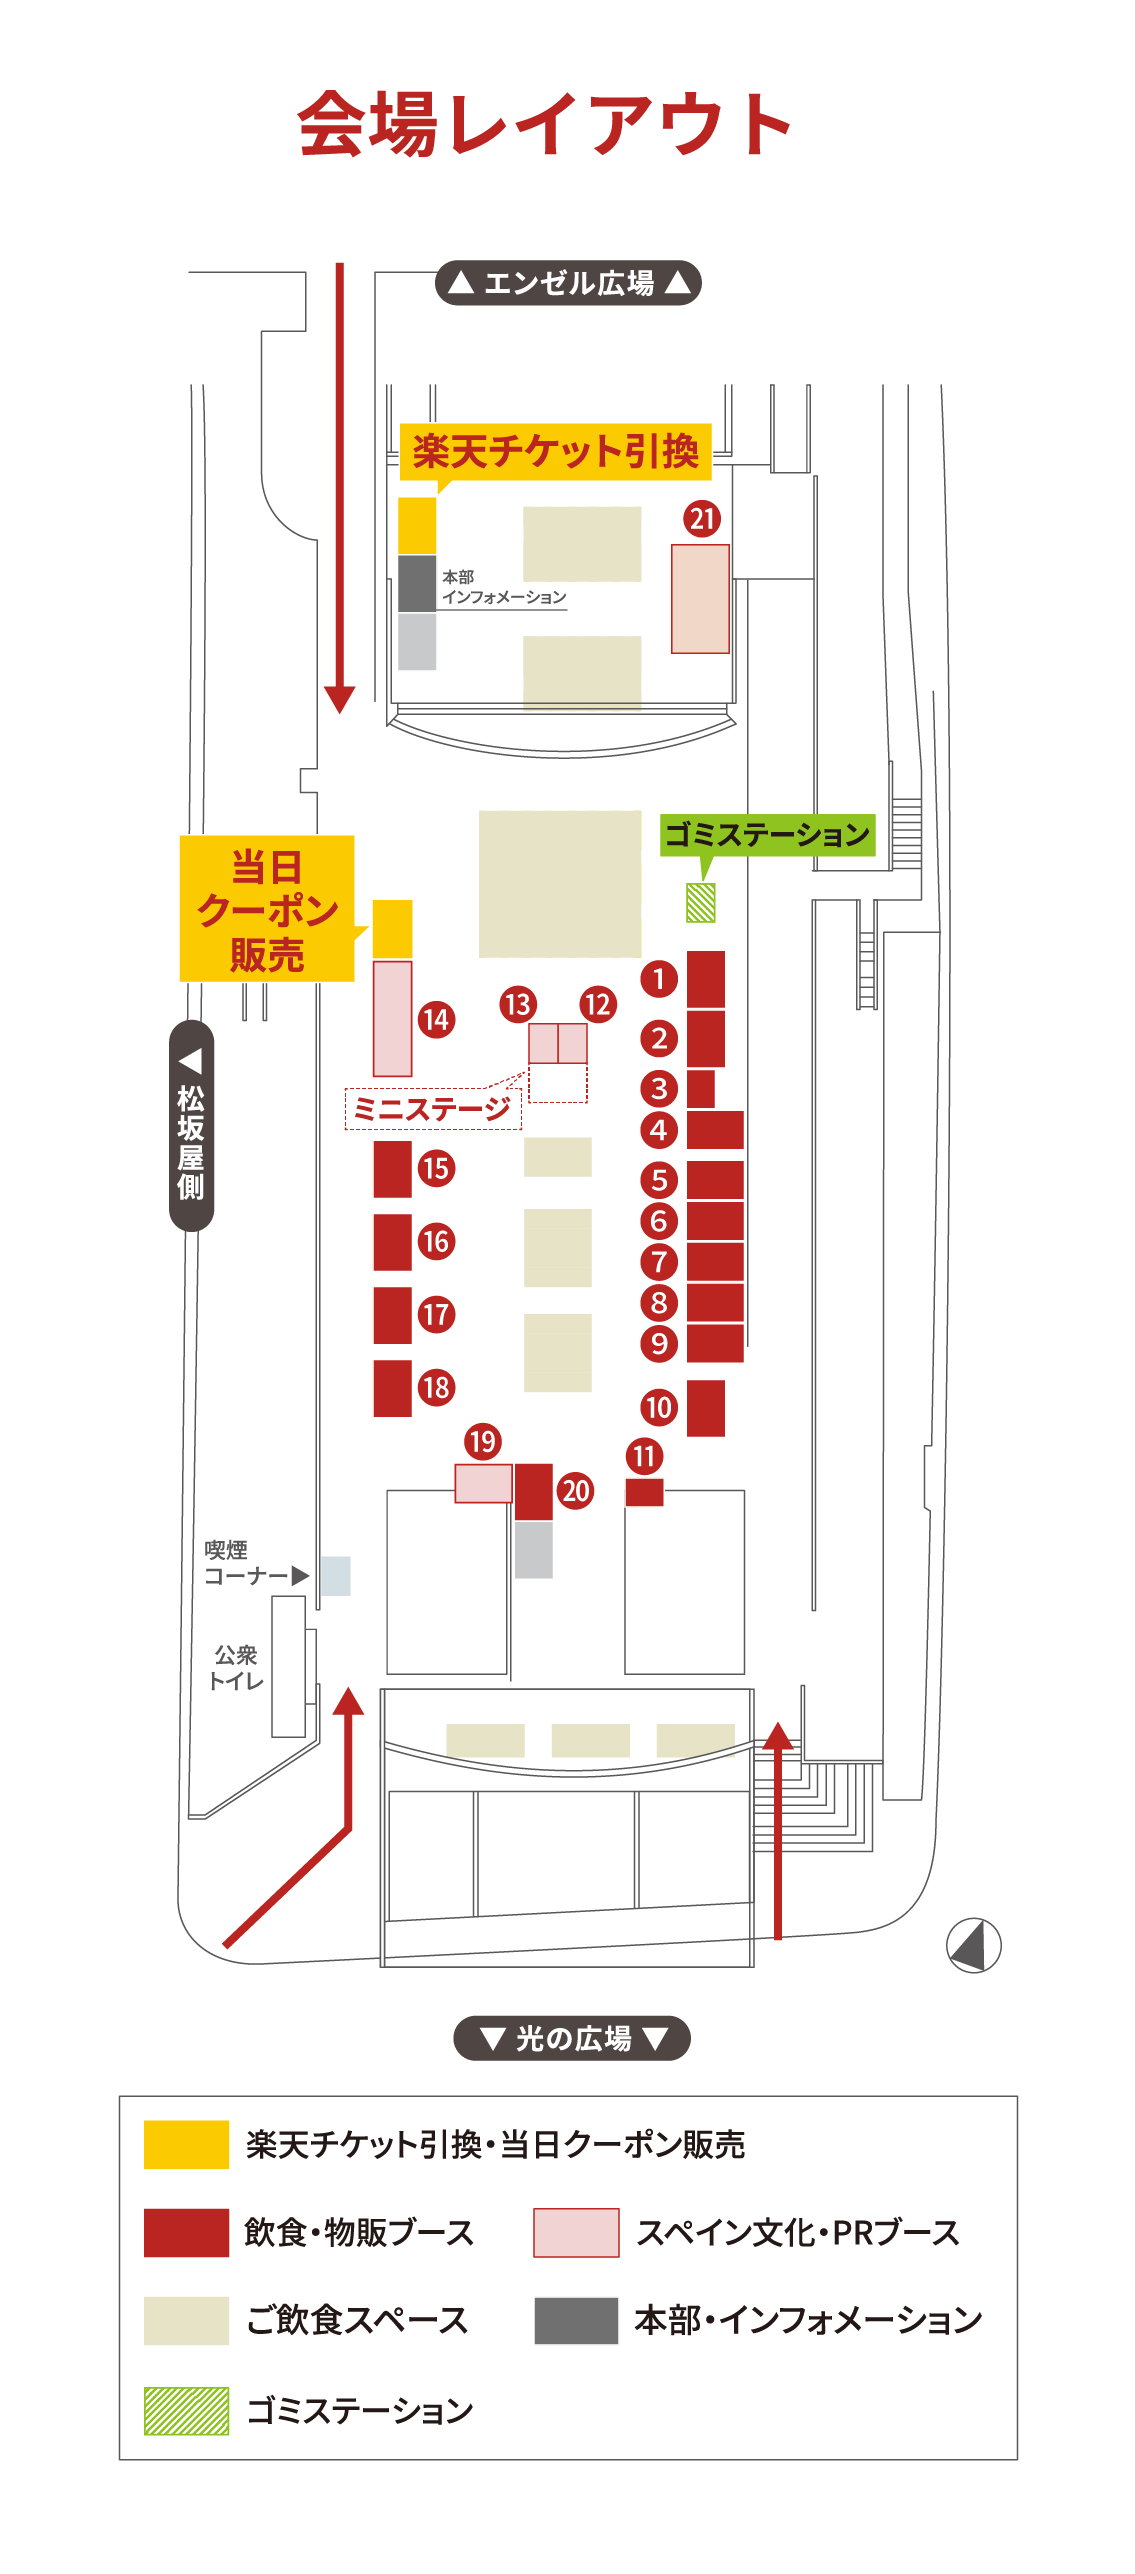 会場レイアウト
▲ エンゼル広場 ▲
楽天チケット引換
21
本部
インフォメーション
ゴミステーション
当日
クーポン
販売
1
13
12
14
2
◀ 松坂屋側
3
ミニステージ
4
15
5
6
16
7
8
17
9
18
10
19
11
20
喫煙
コーナー▶
公衆
トイレ
▼ 光の広場 ▼
楽天チケット引換・当日クーポン販売
飲食・物販ブース
スペイン文化・PRブース
ご飲食スペース
本部・インフォメーション
ゴミステーション